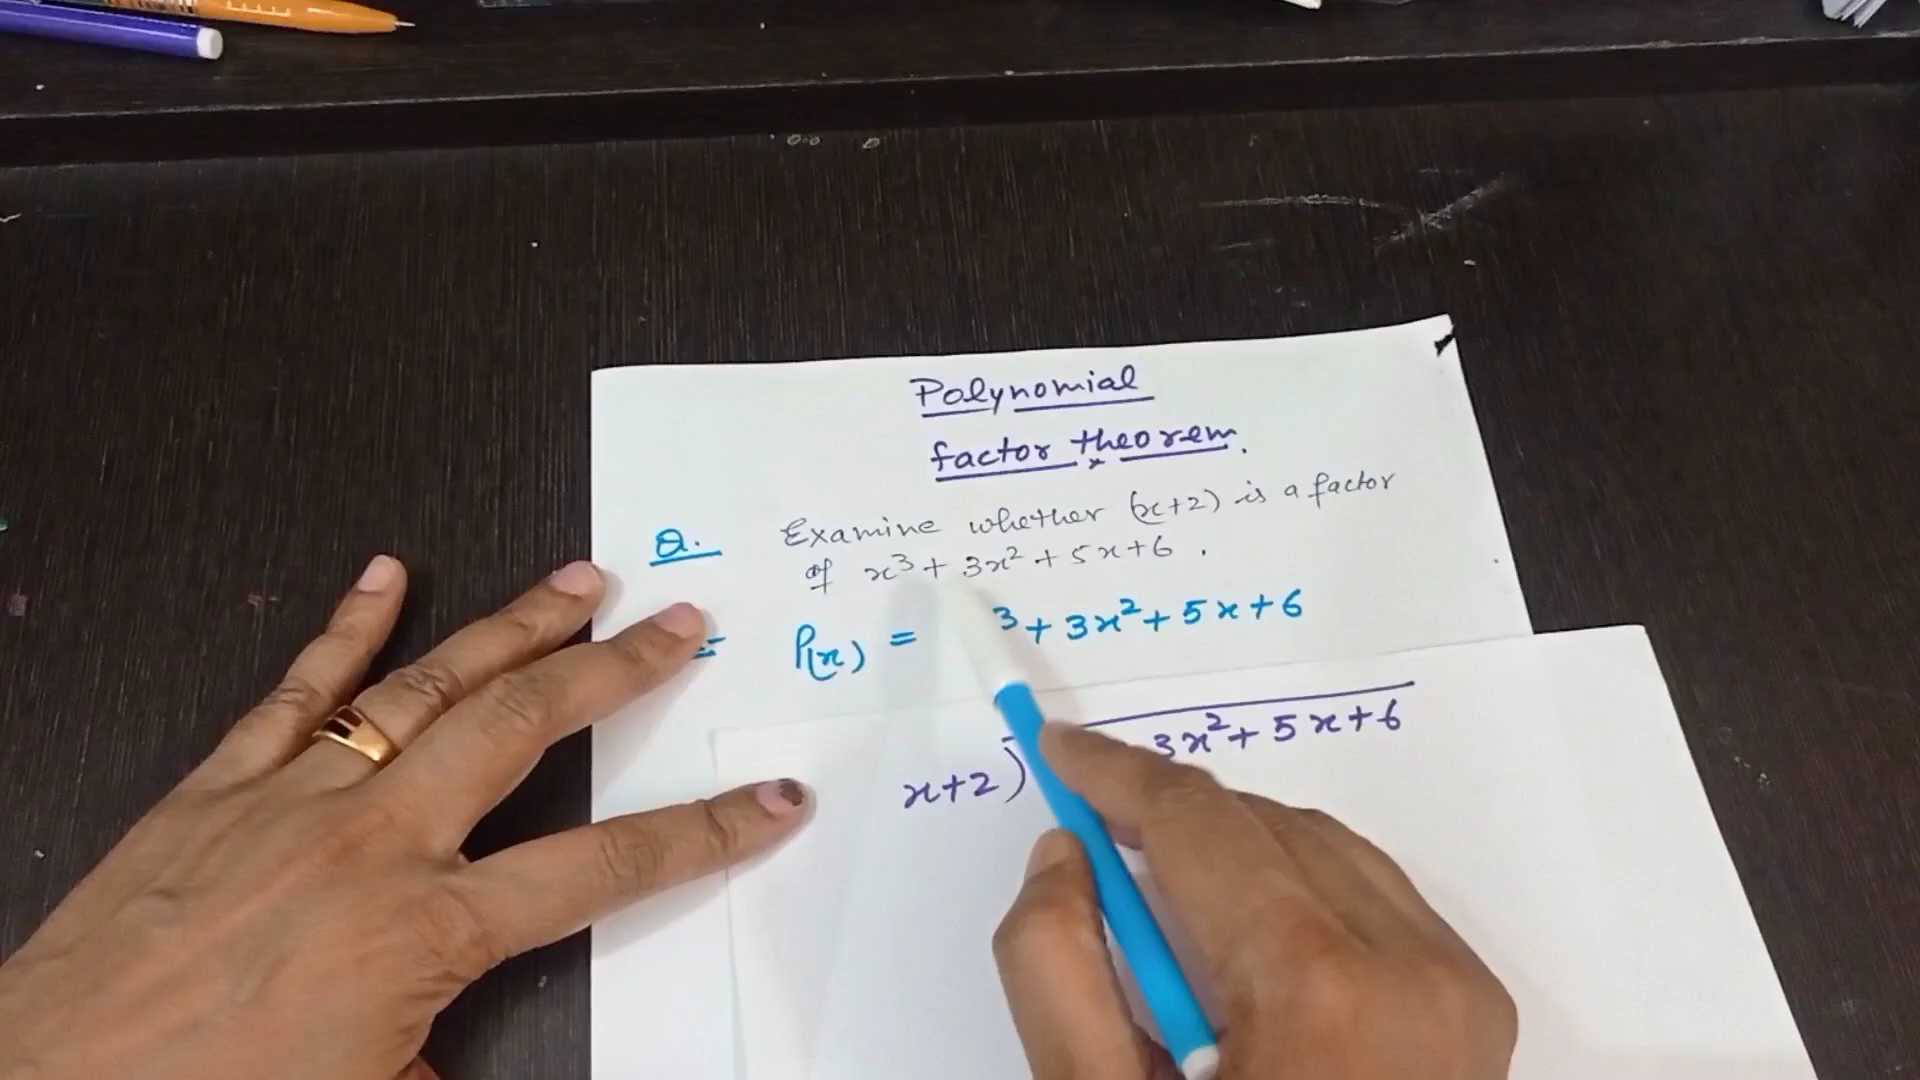 Polynomial
factor theorem.
Q. Examine whether (x+2) is a factor
of x³ + 3x² + 5x + 6 .
P(x) = ³ + 3x² + 5x + 6
x+2 ) 3x² + 5x + 6